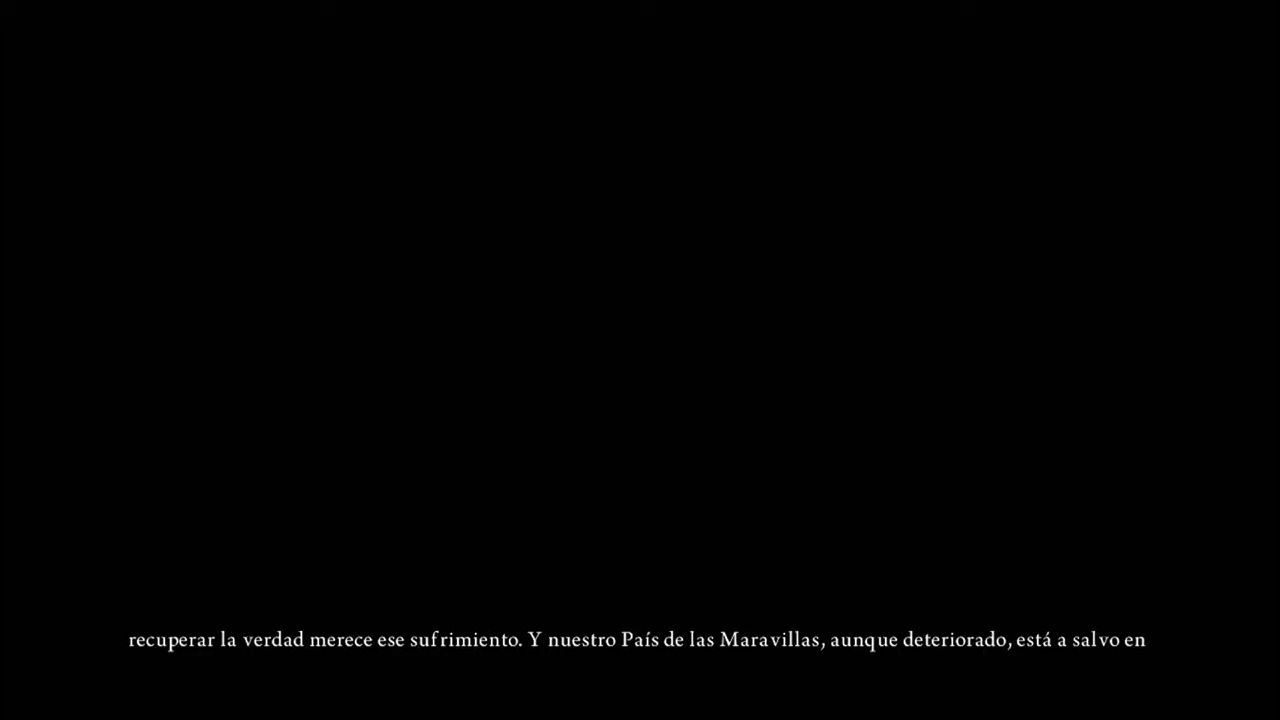 recuperar la verdad merece ese sufrimiento. Y nuestro País de las Maravillas, aunque deteriorado, está a salvo en